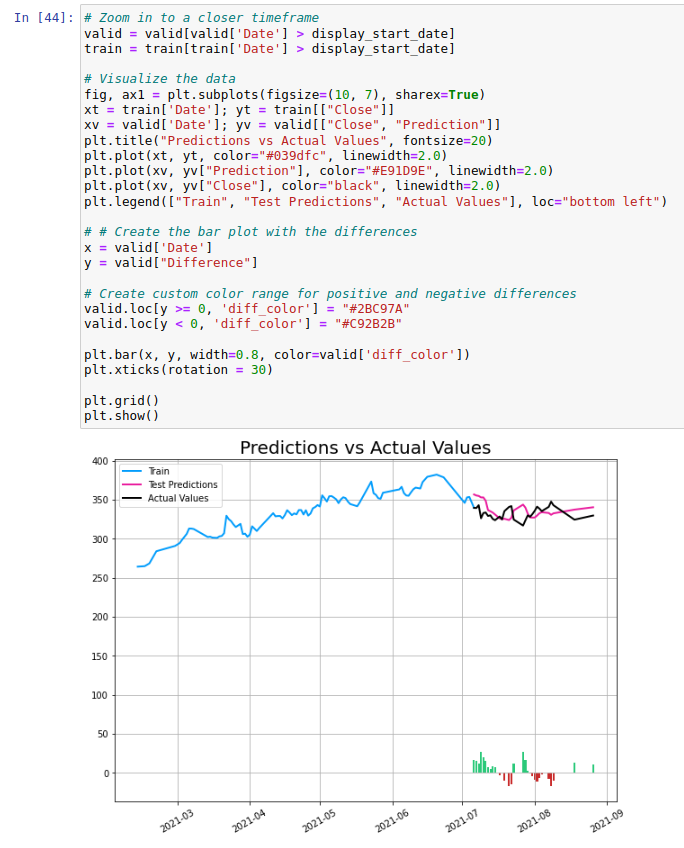 In [44]:
# Zoom in to a closer timeframe
valid = valid[valid['Date'] > display_start_date]
train = train[train['Date'] > display_start_date]
# Visualize the data
fig, ax1 = plt.subplots(figsize=(10, 7), sharex=True)
xt = train['Date']; yt = train[["Close"]]
xv = valid['Date']; yv = valid[["Close", "Prediction"]]
plt.title("Predictions vs Actual Values", fontsize=20)
plt.plot(xt, yt, color="#039dfc", linewidth=2.0)
plt.plot(xv, yv["Prediction"], color="#E91D9E", linewidth=2.0)
plt.plot(xv, yv["Close"], color="black", linewidth=2.0)
plt.legend(["Train", "Test Predictions", "Actual Values"], loc="bottom left")
# # Create the bar plot with the differences
x = valid['Date']
y = valid["Difference"]
# Create custom color range for positive and negative differences
valid.loc[y >= 0, 'diff_color'] = "#2BC97A"
valid.loc[y < 0, 'diff_color'] = "#C92B2B"
plt.bar(x, y, width=0.8, color=valid['diff_color'])
plt.xticks(rotation = 30)
plt.grid()
plt.show()
Predictions vs Actual Values
Train
Test Predictions
Actual Values
400
350
300
250
200
150
100
50
0
2021-03
2021-04
2021-05
2021-06
2021-07
2021-08
2021-09